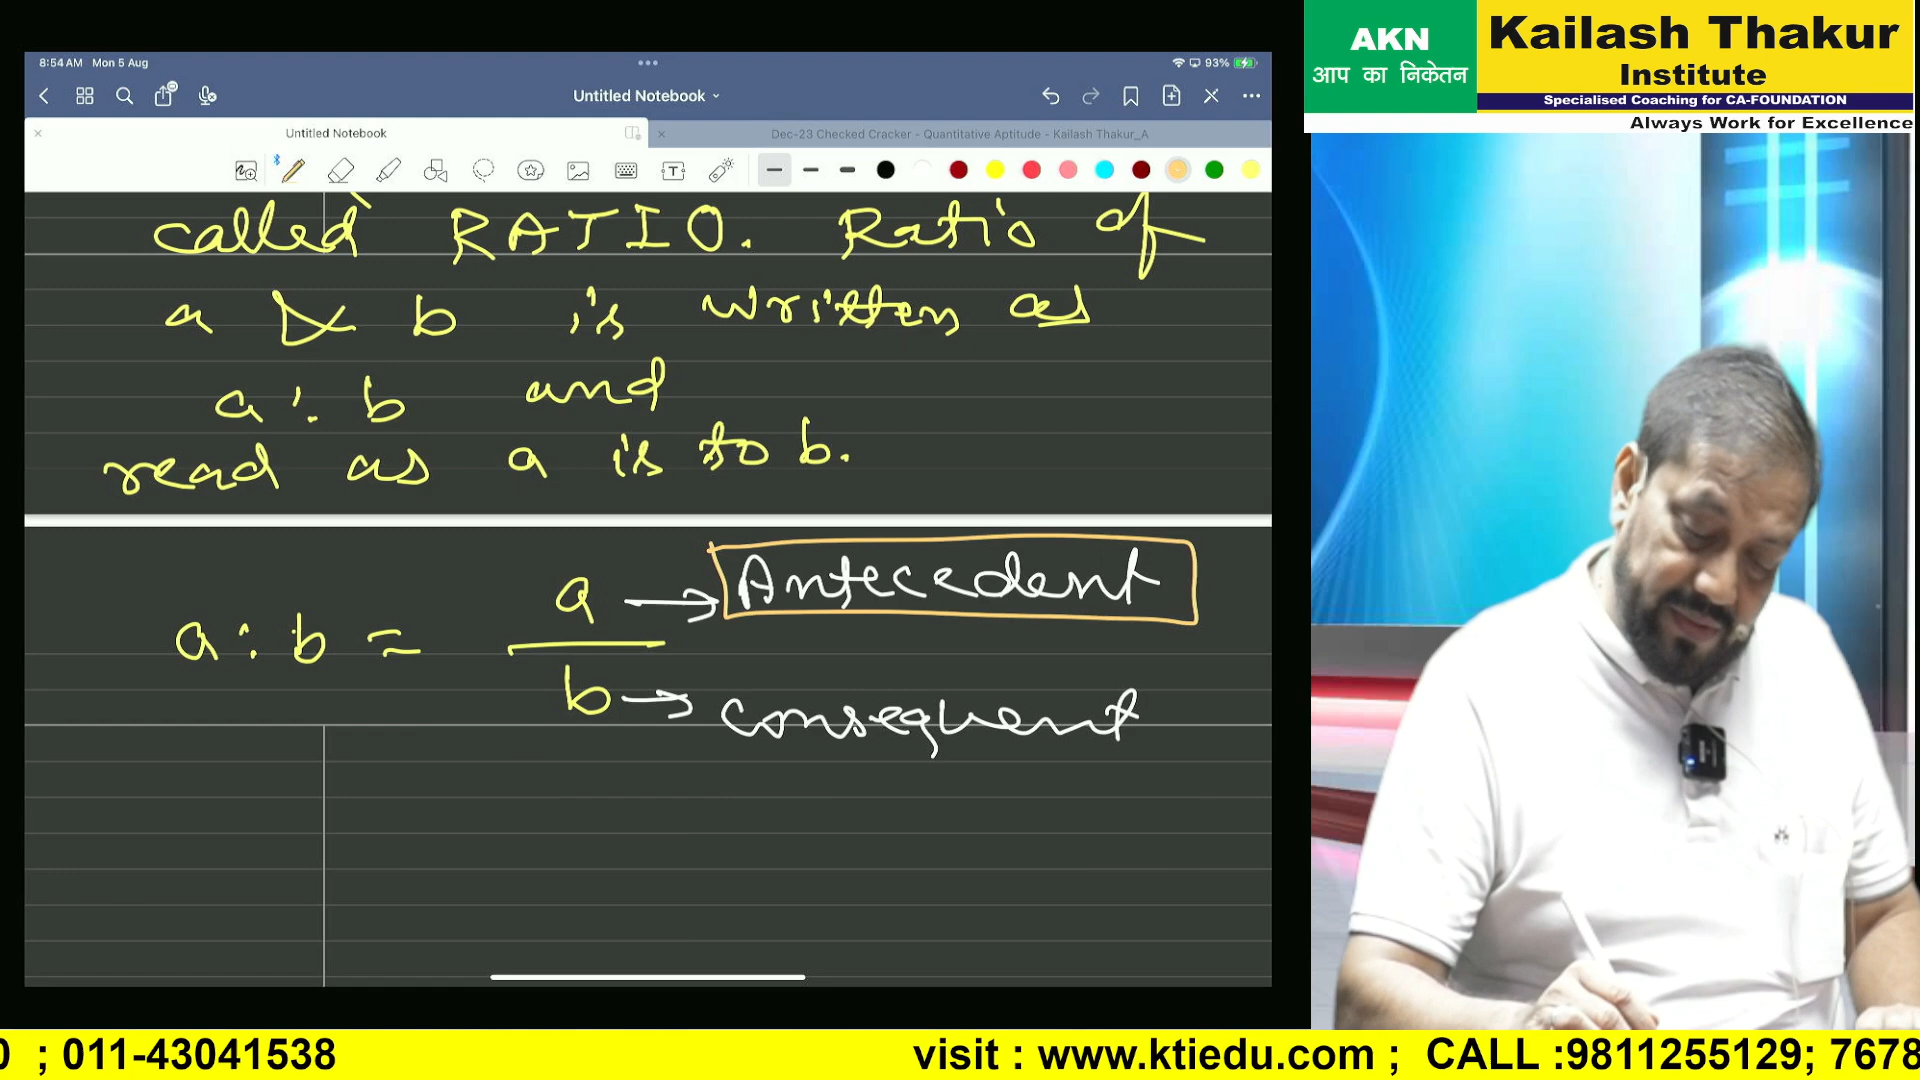 8:54 AM Mon 5 Aug
93%
Untitled Notebook
Untitled Notebook
Dec-23 Checked Cracker - Quantitative Aptitude - Kailash Thakur_A
called RATIO. Ratio of
a & b is written as
a : b and
read as a is to b.
a : b = a/b
a → Antecedent
b → Consequent
AKN
आप का निकेतन
Kailash Thakur
Institute
Specialised Coaching for CA-FOUNDATION
Always Work for Excellence
0 ; 011-43041538 visit : www.ktiedu.com ; CALL :9811255129; 7678